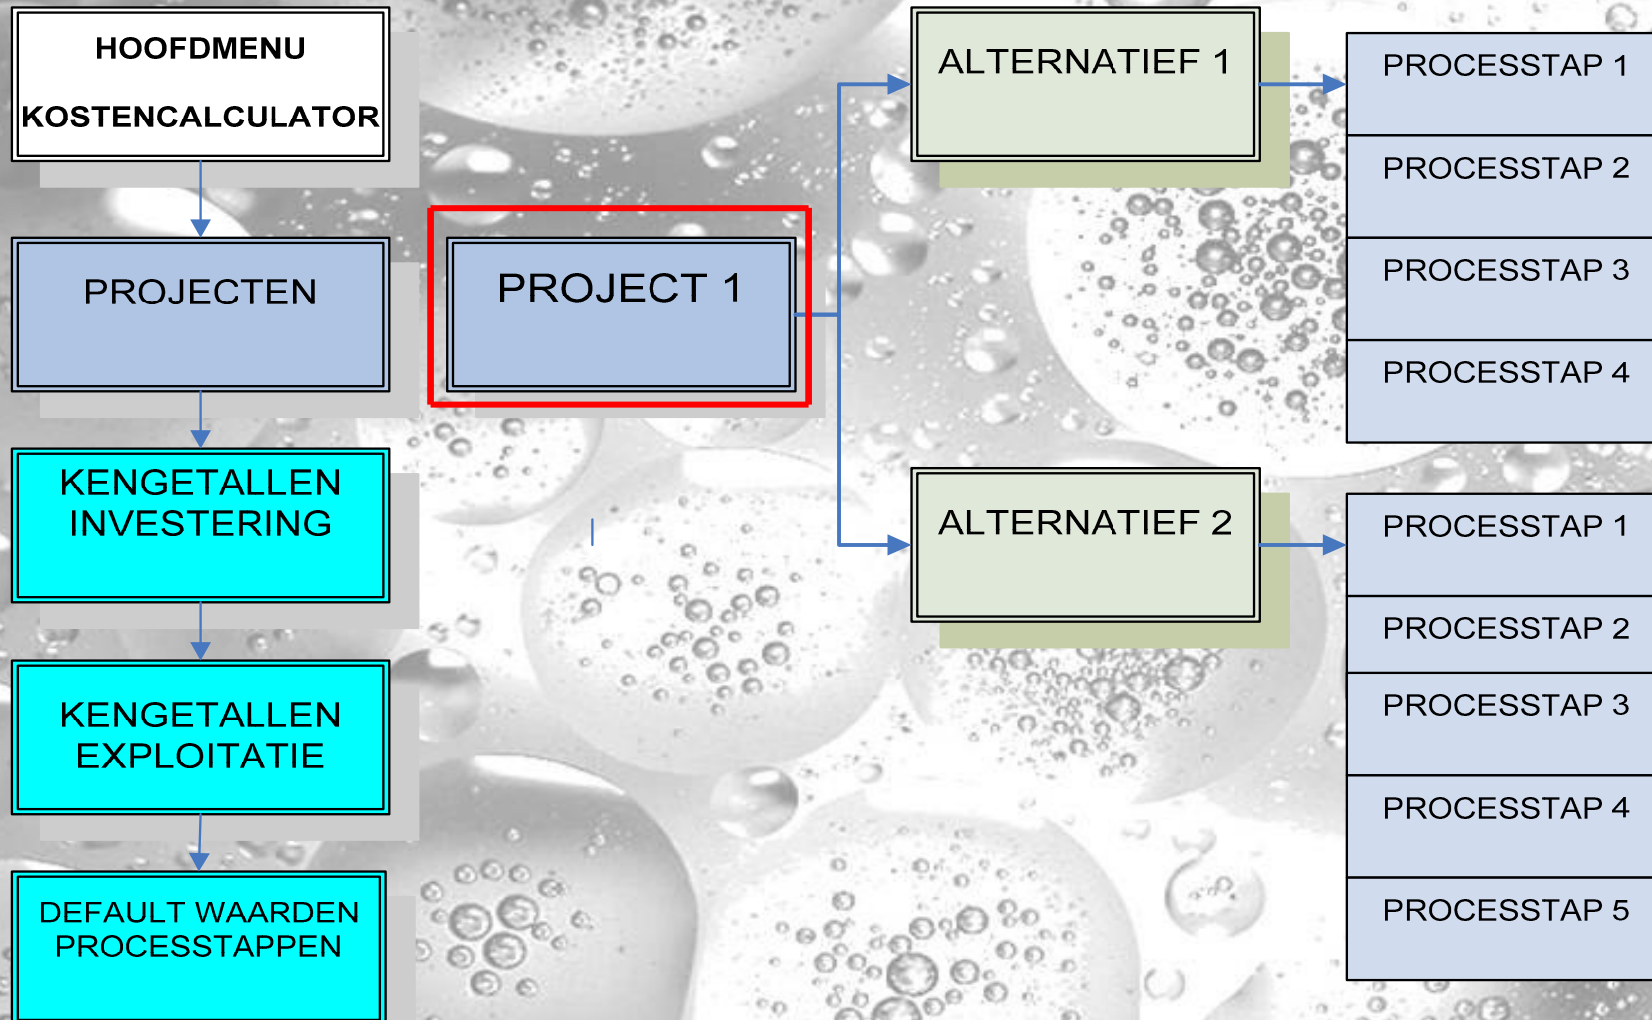 HOOFDMENU
KOSTENCALCULATOR
PROJECTEN
KENGETALLEN
INVESTERING
KENGETALLEN
EXPLOITATIE
DEFAULT WAARDEN
PROCESSTAPPEN
PROJECT 1
ALTERNATIEF 1
PROCESSTAP 1
PROCESSTAP 2
PROCESSTAP 3
PROCESSTAP 4
ALTERNATIEF 2
PROCESSTAP 1
PROCESSTAP 2
PROCESSTAP 3
PROCESSTAP 4
PROCESSTAP 5